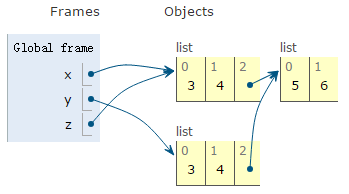 Frames Objects
Global frame
x
y
z
list
0 1 2
3 4
list
0 1
5 6
list
0 1 2
3 4